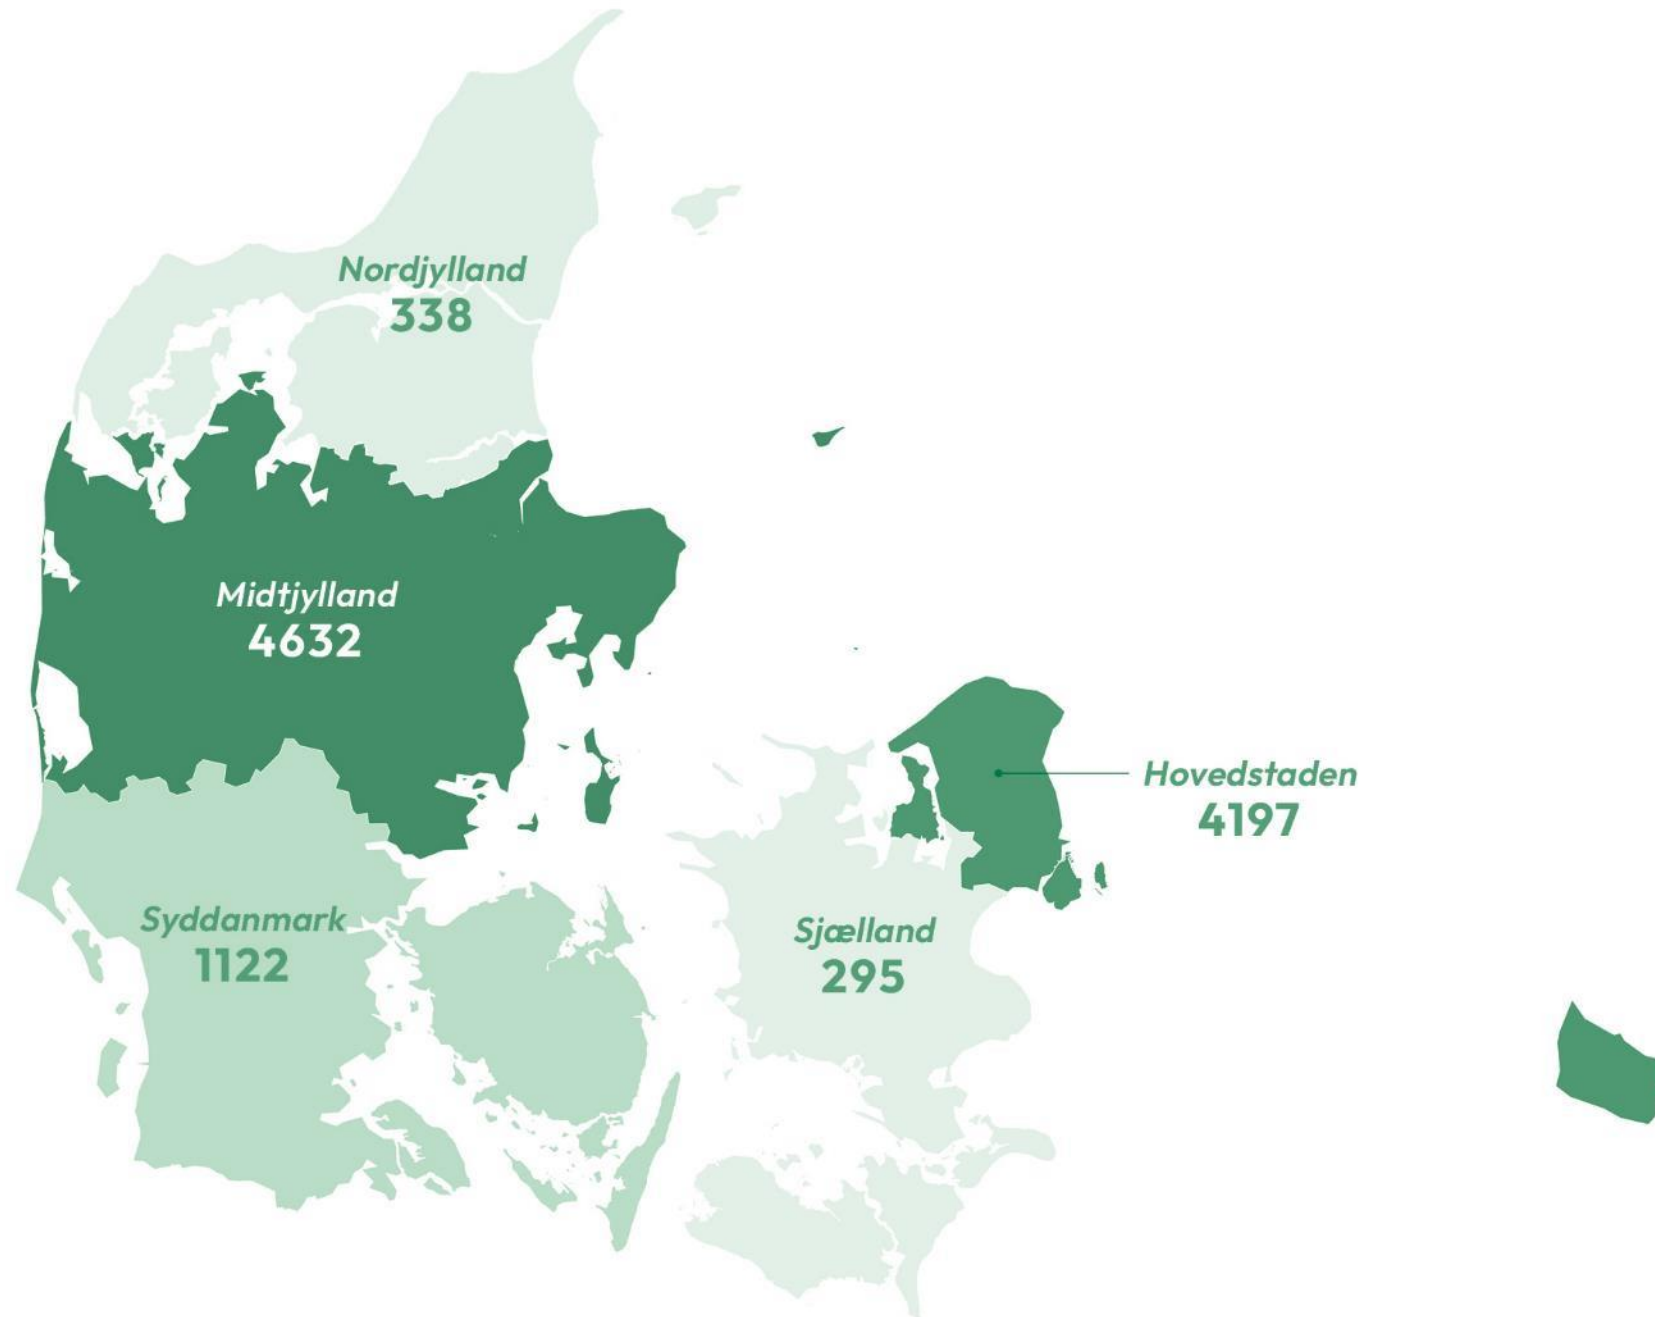 Nordjylland
338
Midtjylland
4632
Hovedstaden
4197
Syddanmark
1122
Sjælland
295